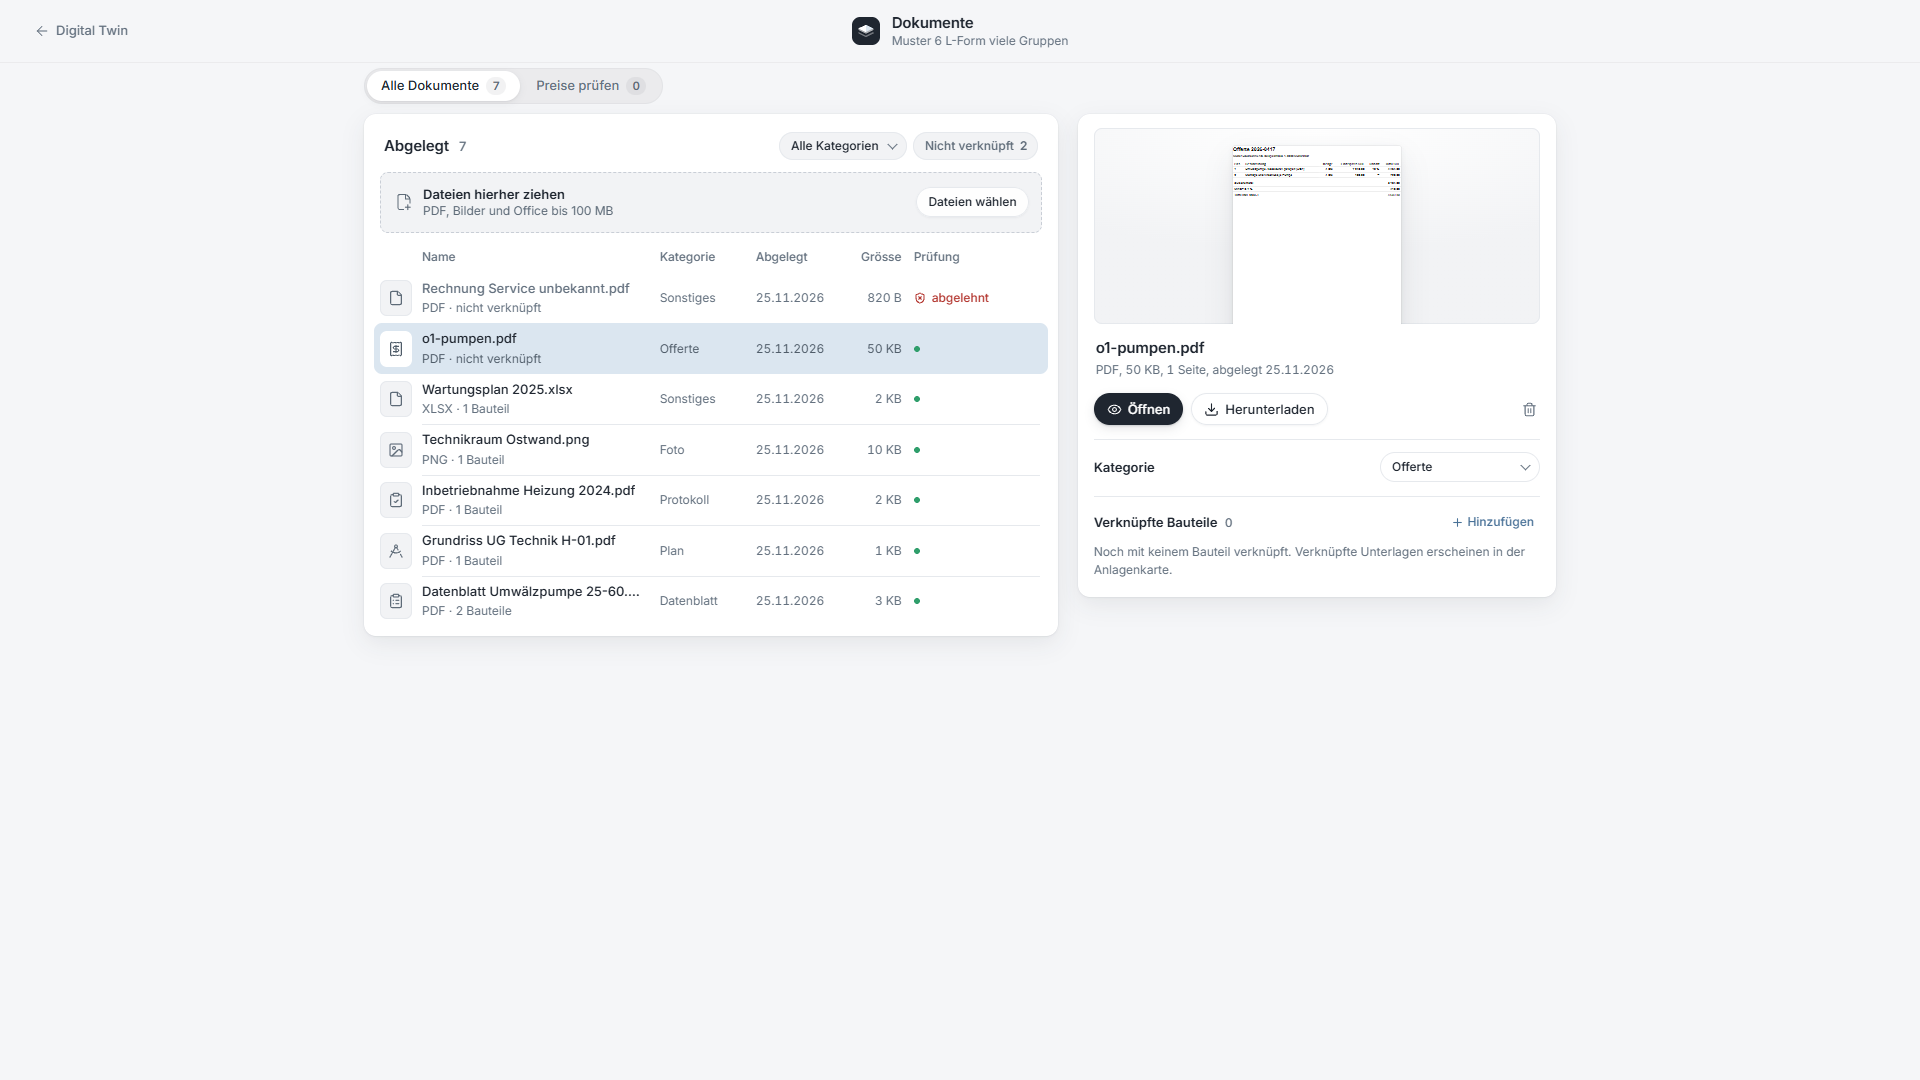 Digital Twin
Dokumente
Muster 6 L-Form viele Gruppen
Alle Dokumente 7
Preise prüfen 0
Abgelegt 7
Alle Kategorien
Nicht verknüpft 2
Dateien hierher ziehen
PDF, Bilder und Office bis 100 MB
Dateien wählen
Name Kategorie Abgelegt Grösse Prüfung
Rechnung Service unbekannt.pdf
PDF · nicht verknüpft
Sonstiges 25.11.2026 820 B abgelehnt
o1-pumpen.pdf
PDF · nicht verknüpft
Offerte 25.11.2026 50 KB
Wartungsplan 2025.xlsx
XLSX · 1 Bauteil
Sonstiges 25.11.2026 2 KB
Technikraum Ostwand.png
PNG · 1 Bauteil
Foto 25.11.2026 10 KB
Inbetriebnahme Heizung 2024.pdf
PDF · 1 Bauteil
Protokoll 25.11.2026 2 KB
Grundriss UG Technik H-01.pdf
PDF · 1 Bauteil
Plan 25.11.2026 1 KB
Datenblatt Umwälzpumpe 25-60....
PDF · 2 Bauteile
Datenblatt 25.11.2026 3 KB
Offerte 2026-0417
o1-pumpen.pdf
PDF, 50 KB, 1 Seite, abgelegt 25.11.2026
Öffnen
Herunterladen
Kategorie
Offerte
Verknüpfte Bauteile 0
+ Hinzufügen
Noch mit keinem Bauteil verknüpft. Verknüpfte Unterlagen erscheinen in der
Anlagenkarte.